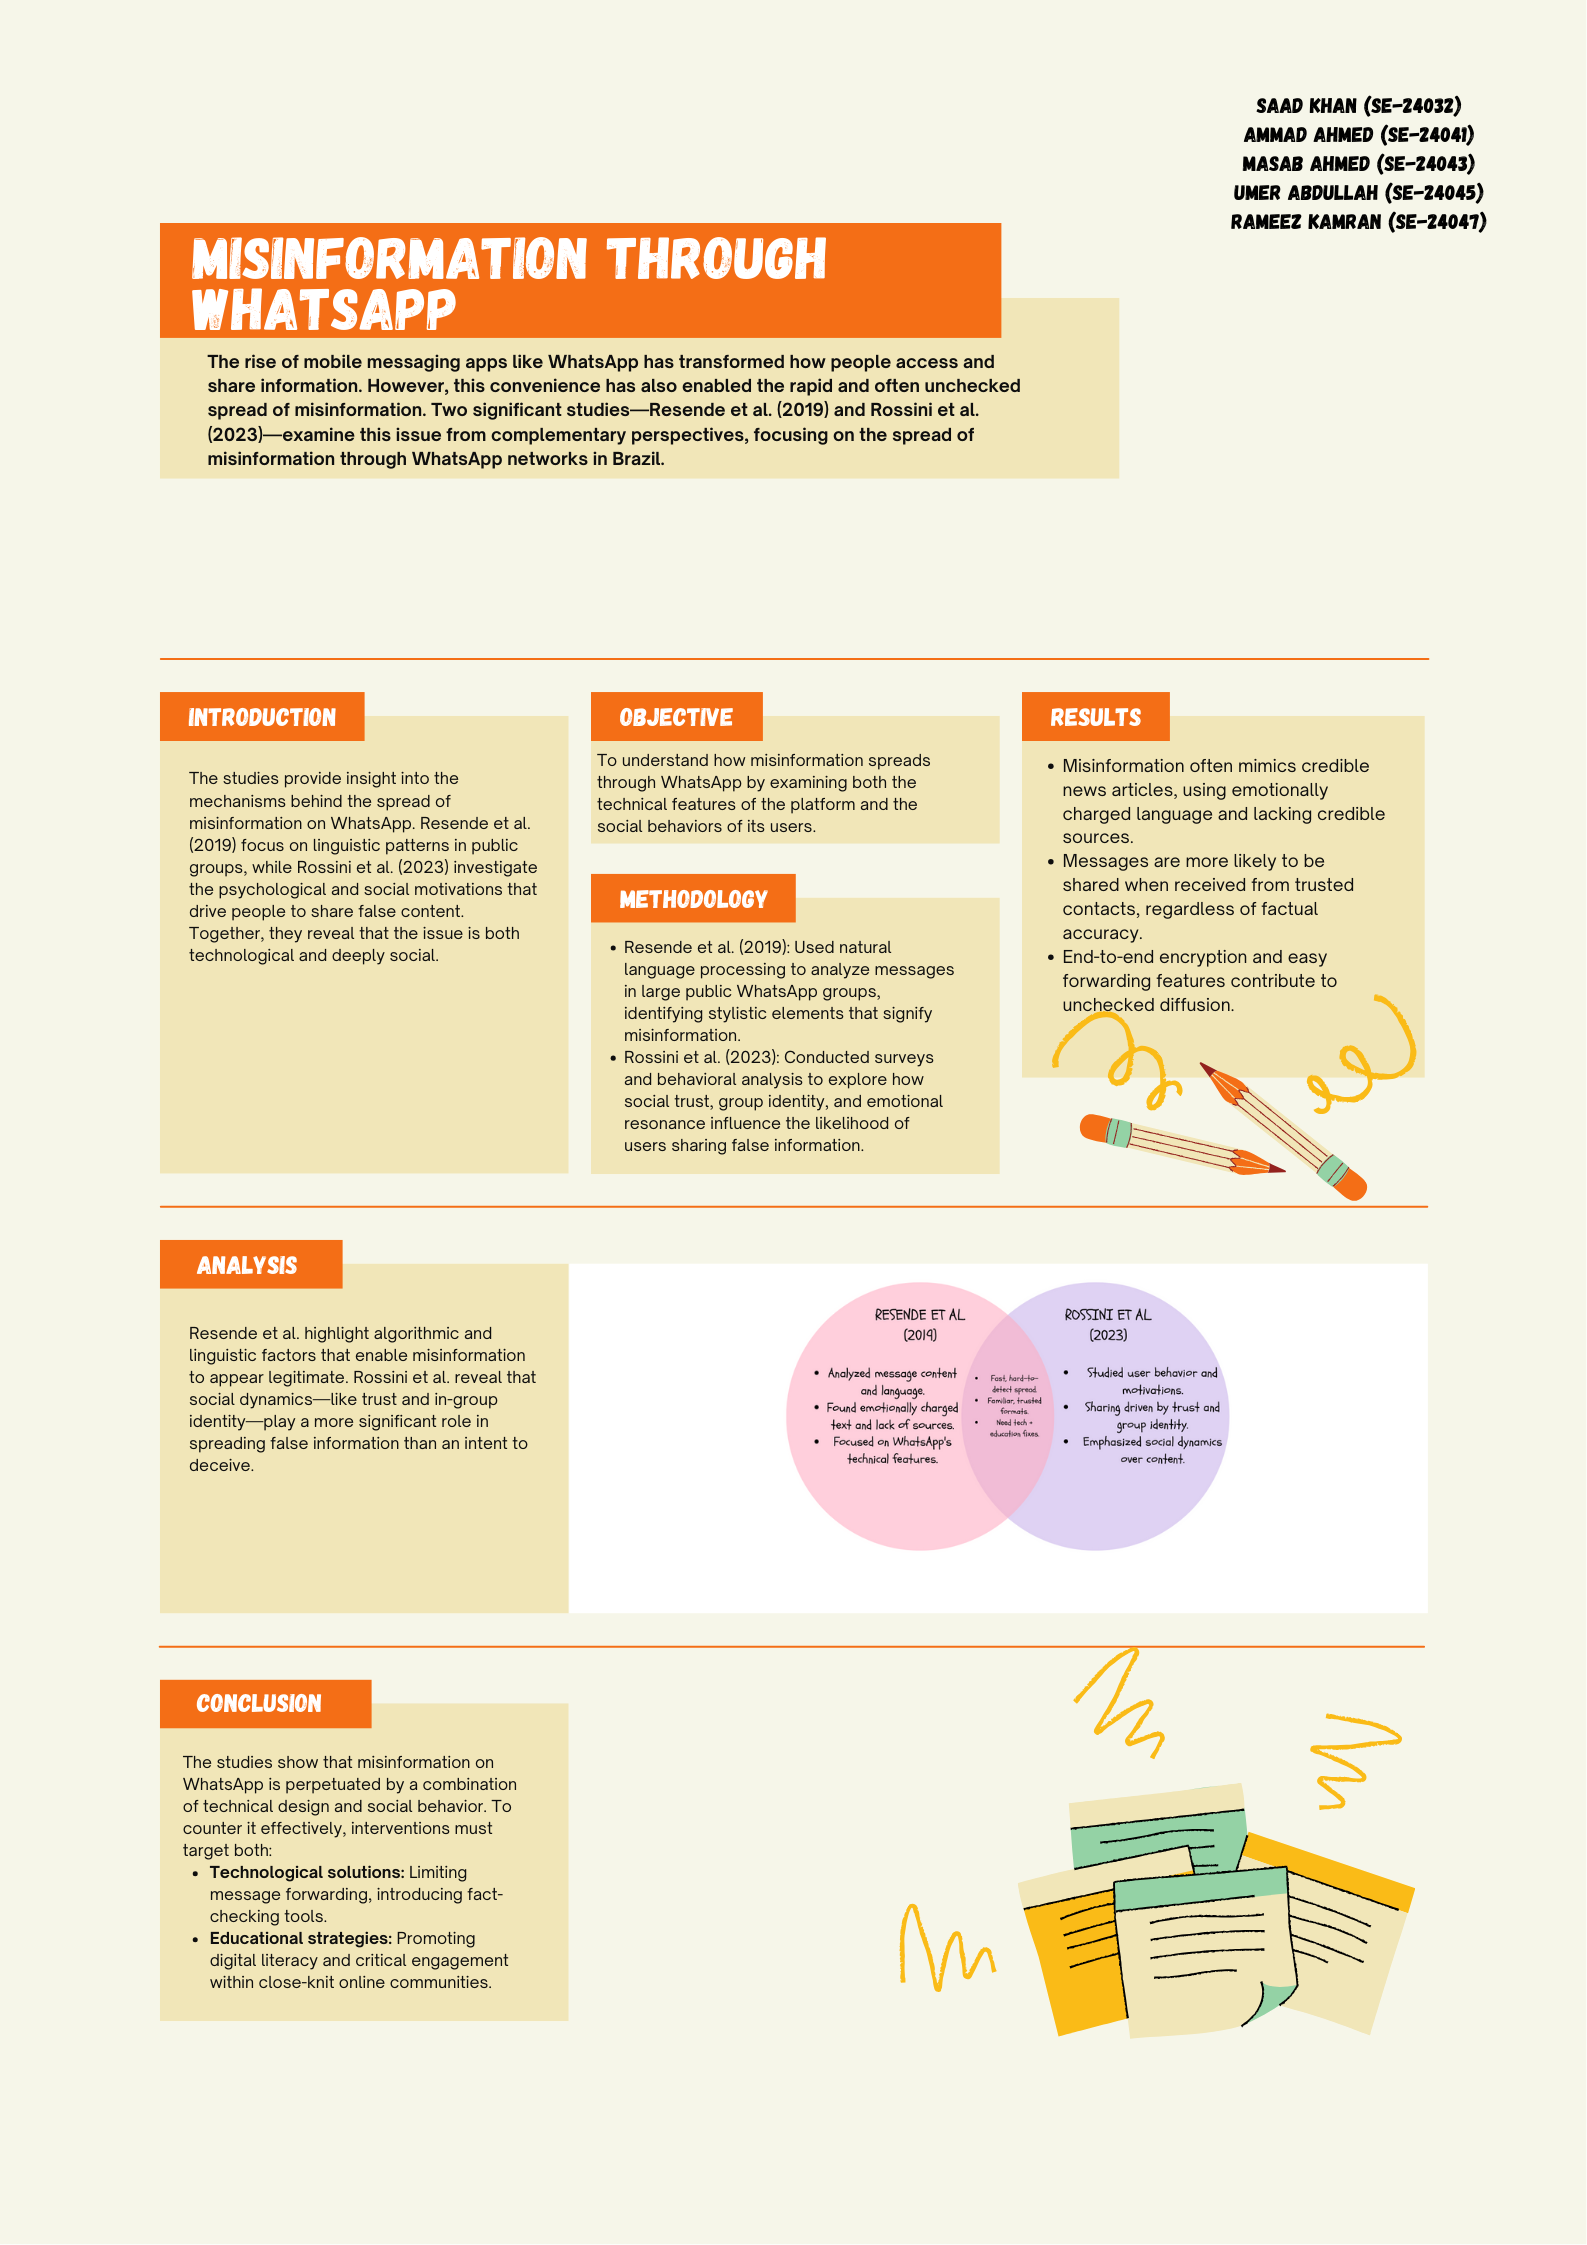 SAAD KHAN (SE-24032)
AMMAD AHMED (SE-24041)
MASAB AHMED (SE-24043)
UMER ABDULLAH (SE-24045)
RAMEEZ KAMRAN (SE-24047)
MISINFORMATION THROUGH
WHATSAPP
The rise of mobile messaging apps like WhatsApp has transformed how people access and
share information. However, this convenience has also enabled the rapid and often unchecked
spread of misinformation. Two significant studies—Resende et al. (2019) and Rossini et al.
(2023)—examine this issue from complementary perspectives, focusing on the spread of
misinformation through WhatsApp networks in Brazil.
INTRODUCTION
The studies provide insight into the
mechanisms behind the spread of
misinformation on WhatsApp. Resende et al.
(2019) focus on linguistic patterns in public
groups, while Rossini et al. (2023) investigate
the psychological and social motivations that
drive people to share false content.
Together, they reveal that the issue is both
technological and deeply social.
OBJECTIVE
To understand how misinformation spreads
through WhatsApp by examining both the
technical features of the platform and the
social behaviors of its users.
METHODOLOGY
• Resende et al. (2019): Used natural
language processing to analyze messages
in large public WhatsApp groups,
identifying stylistic elements that signify
misinformation.
• Rossini et al. (2023): Conducted surveys
and behavioral analysis to explore how
social trust, group identity, and emotional
resonance influence the likelihood of
users sharing false information.
RESULTS
• Misinformation often mimics credible
news articles, using emotionally
charged language and lacking credible
sources.
• Messages are more likely to be
shared when received from trusted
contacts, regardless of factual
accuracy.
• End-to-end encryption and easy
forwarding features contribute to
unchecked diffusion.
ANALYSIS
Resende et al. highlight algorithmic and
linguistic factors that enable misinformation
to appear legitimate. Rossini et al. reveal that
social dynamics—like trust and in-group
identity—play a more significant role in
spreading false information than an intent to
deceive.
RESENDE ET AL
(2019)
• Analyzed message content
and language.
• Found emotionally charged
text and lack of sources.
• Focused on WhatsApp's
technical features.
• Fast, hard-to-
detect spread.
• Familiar, trusted
formats.
• Need tech +
education fixes.
ROSSINI ET AL
(2023)
• Studied user behavior and
motivations.
• Sharing driven by trust and
group identity.
• Emphasized social dynamics
over content.
CONCLUSION
The studies show that misinformation on
WhatsApp is perpetuated by a combination
of technical design and social behavior. To
counter it effectively, interventions must
target both:
• Technological solutions: Limiting
message forwarding, introducing fact-
checking tools.
• Educational strategies: Promoting
digital literacy and critical engagement
within close-knit online communities.